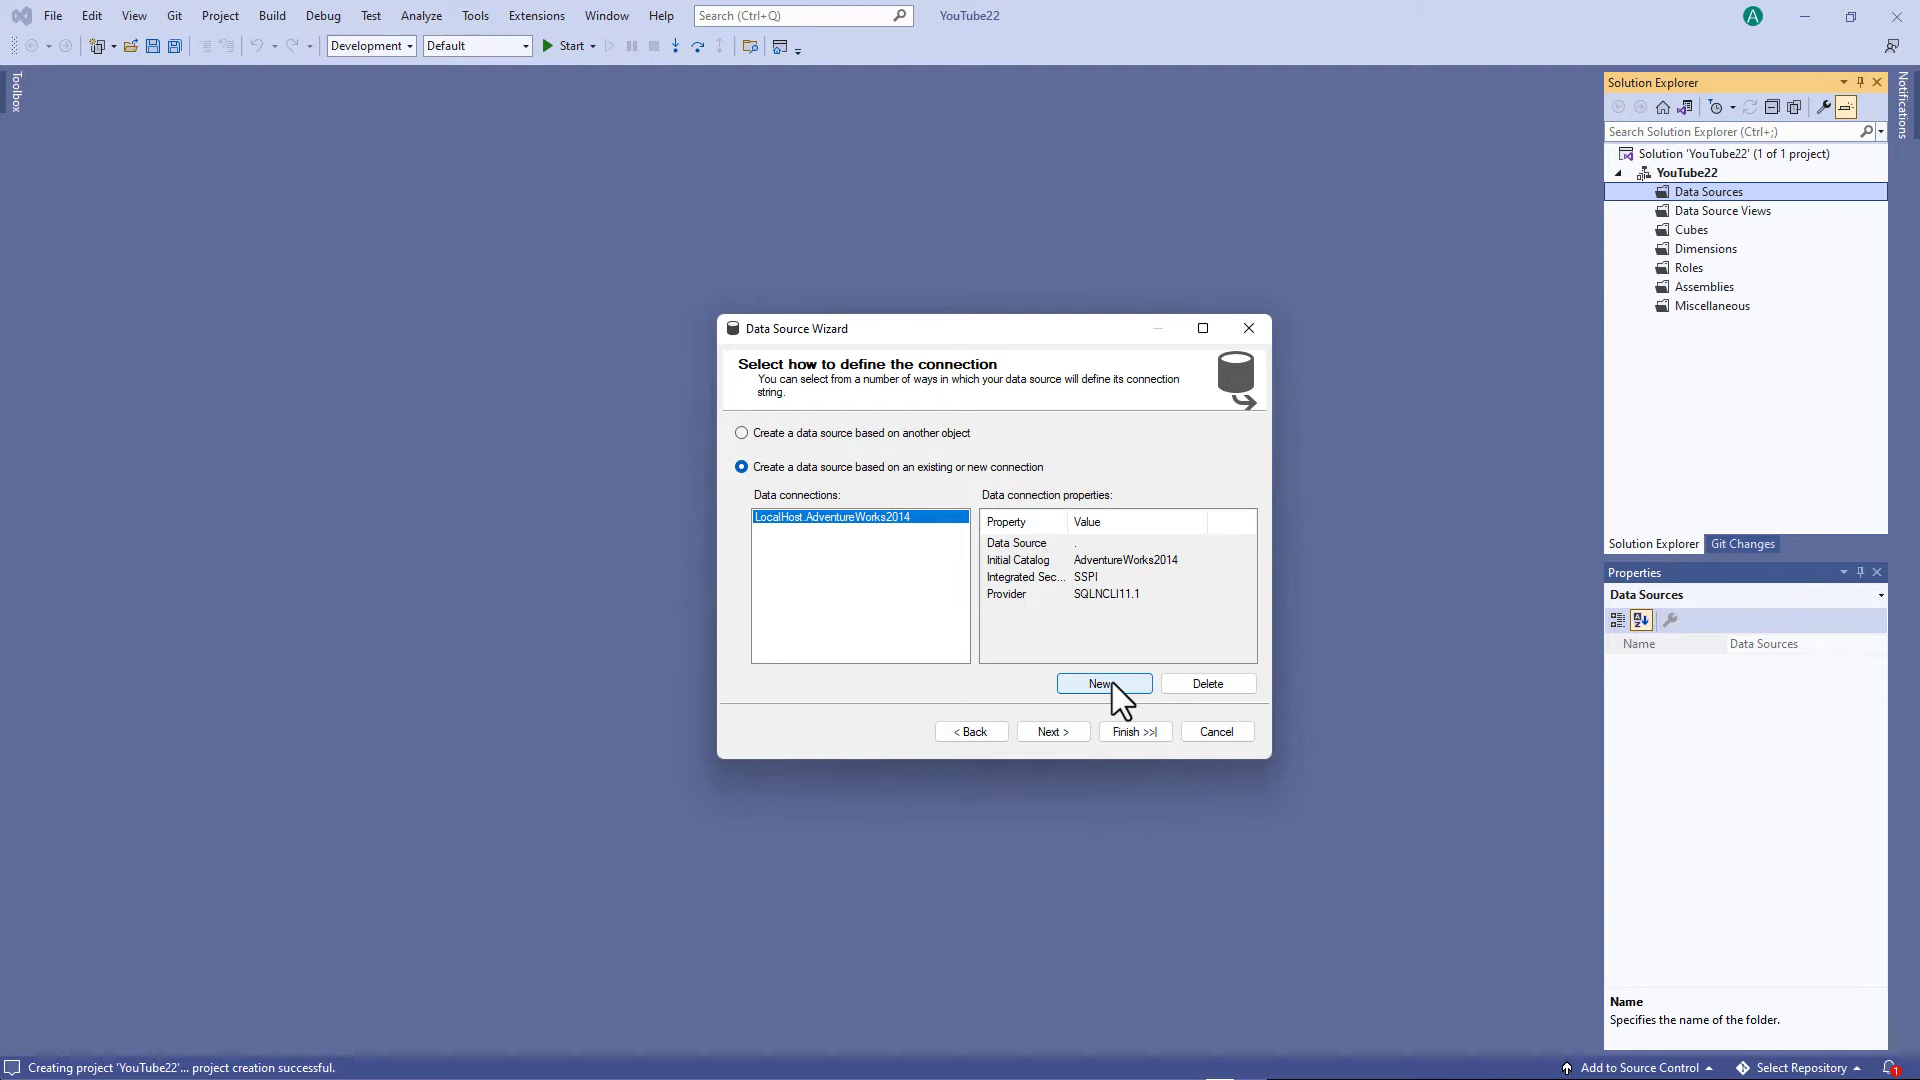 File Edit View Git Project Build Debug Test Analyze Tools Extensions Window Help Search (Ctrl+Q) YouTube22 A
Development Default Start
Toolbox
Notifications
Solution Explorer
Search Solution Explorer (Ctrl+;)
Solution 'YouTube22' (1 of 1 project)
YouTube22
Data Sources
Data Source Views
Cubes
Dimensions
Roles
Assemblies
Miscellaneous
Solution Explorer Git Changes
Properties
Data Sources
Name Data Sources
Name
Specifies the name of the folder.
Data Source Wizard
Select how to define the connection
You can select from a number of ways in which your data source will define its connection
string.
Create a data source based on another object
Create a data source based on an existing or new connection
Data connections: Data connection properties:
LocalHost.AdventureWorks2014
Property Value
Data Source .
Initial Catalog AdventureWorks2014
Integrated Sec... SSPI
Provider SQLNCLI11.1
New Delete
< Back Next > Finish >>| Cancel
Creating project 'YouTube22'... project creation successful. Add to Source Control Select Repository 1